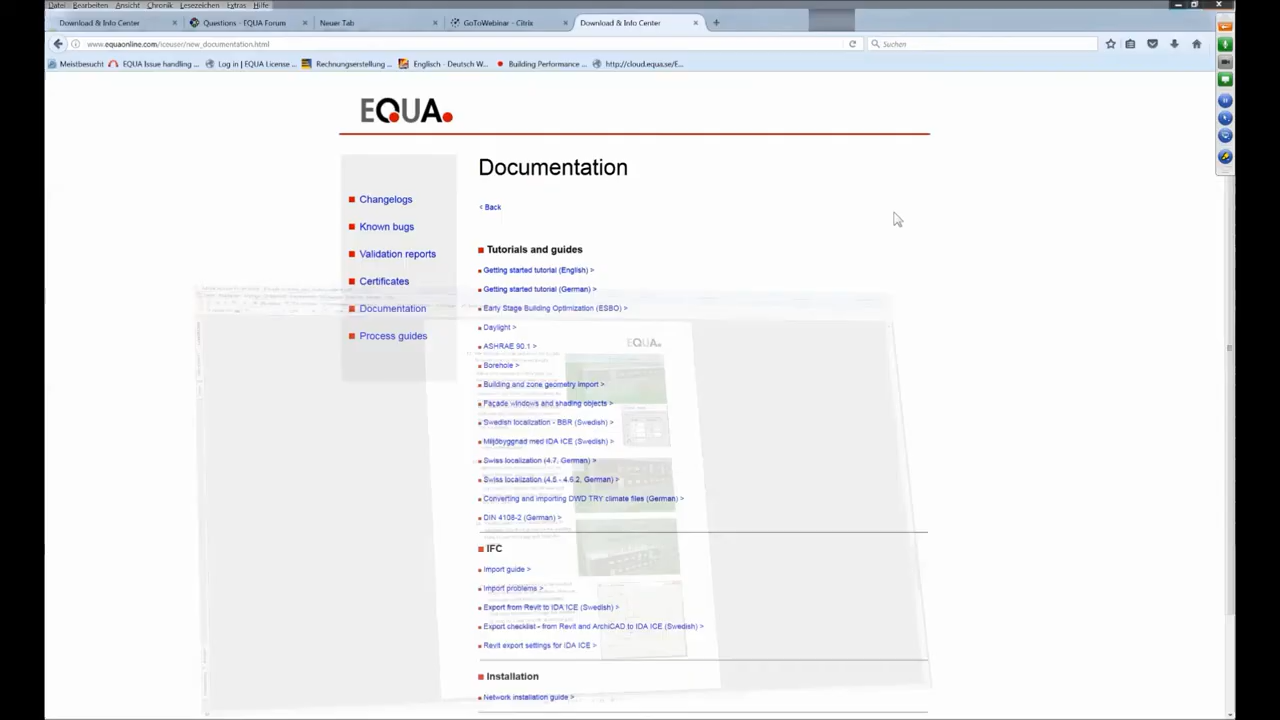 Datei Bearbeiten Ansicht Chronik Lesezeichen Extras Hilfe
Download & Info Center
Questions - EQUA Forum
Neuer Tab
GoToWebinar - Citrix
Download & Info Center
www.equaonline.com/iceuser/new_documentation.html
Suchen
Meistbesucht
EQUA Issue handling ...
Log in | EQUA License ...
Rechnungserstellung ...
Englisch - Deutsch W...
Building Performance ...
http://cloud.equa.se/E...
EQUA.
Documentation
< Back
Changelogs
Known bugs
Validation reports
Certificates
Documentation
Process guides
Tutorials and guides
Getting started tutorial (English) >
Getting started tutorial (German) >
Early Stage Building Optimization (ESBO) >
Daylight >
ASHRAE 90.1 >
Borehole >
Building and zone geometry import >
Façade windows and shading objects >
Swedish localization - BBR (Swedish) >
Miljöbyggnad med IDA ICE (Swedish) >
Swiss localization (4.7, German) >
Swiss localization (4.5 - 4.6.2, German) >
Converting and importing DWD TRY climate files (German) >
DIN 4108-2 (German) >
IFC
Import guide >
Import problems >
Export from Revit to IDA ICE (Swedish) >
Export checklist - from Revit and ArchiCAD to IDA ICE (Swedish) >
Revit export settings for IDA ICE >
Installation
Network installation guide >
EQUA.